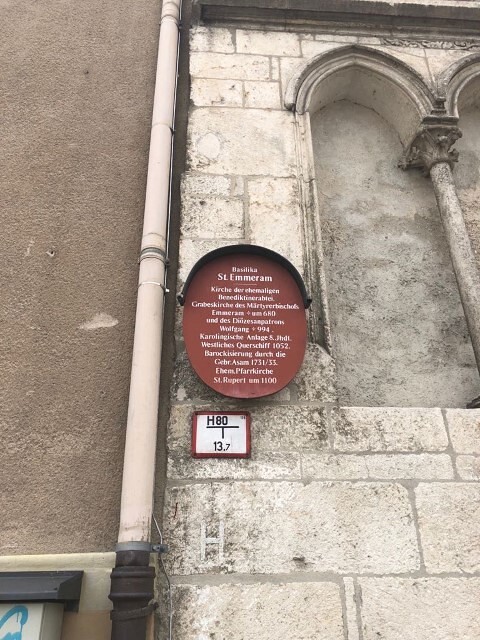 Basilika
St. Emmeram
Kirche der ehemaligen
Benediktinerabtei.
Grabeskirche des Märtyrerbischofs
Emmeram ÷ um 680
und des Diözesanpatrons
Wolfgang ÷ 994.
Karolingische Anlage 8. Jhdt.
Westliches Querschiff 1052.
Barockisierung durch die
Gebr. Asam 1731/33.
Ehem. Pfarrkirche
St. Rupert um 1100
H80
13,7
H